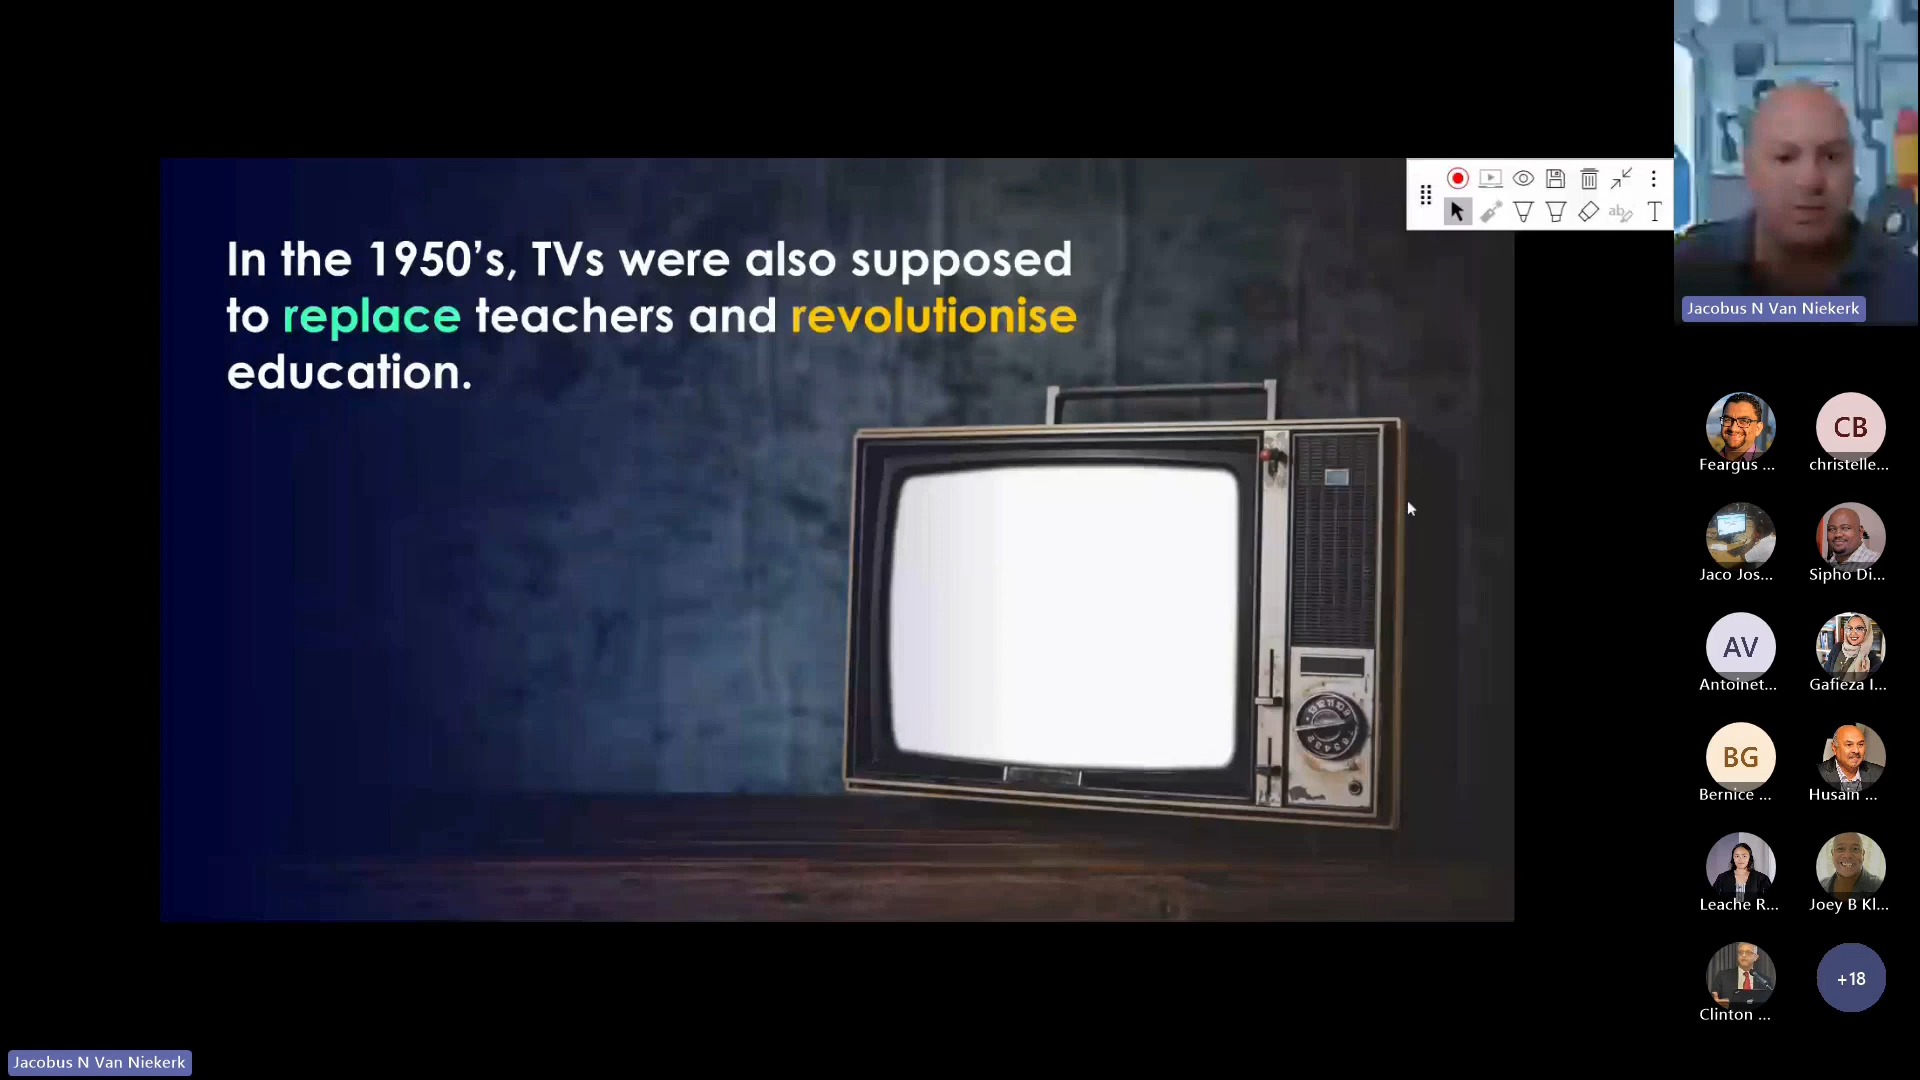 In the 1950's, TVs were also supposed
to replace teachers and revolutionise
education.
ab
T
Jacobus N Van Niekerk
Feargus ...
CB
christelle...
Jaco Jos...
Sipho Di...
AV
Antoinet...
Gafieza I...
BG
Bernice ...
Husain ...
Leache R...
Joey B Kl...
Clinton ...
+18
Jacobus N Van Niekerk